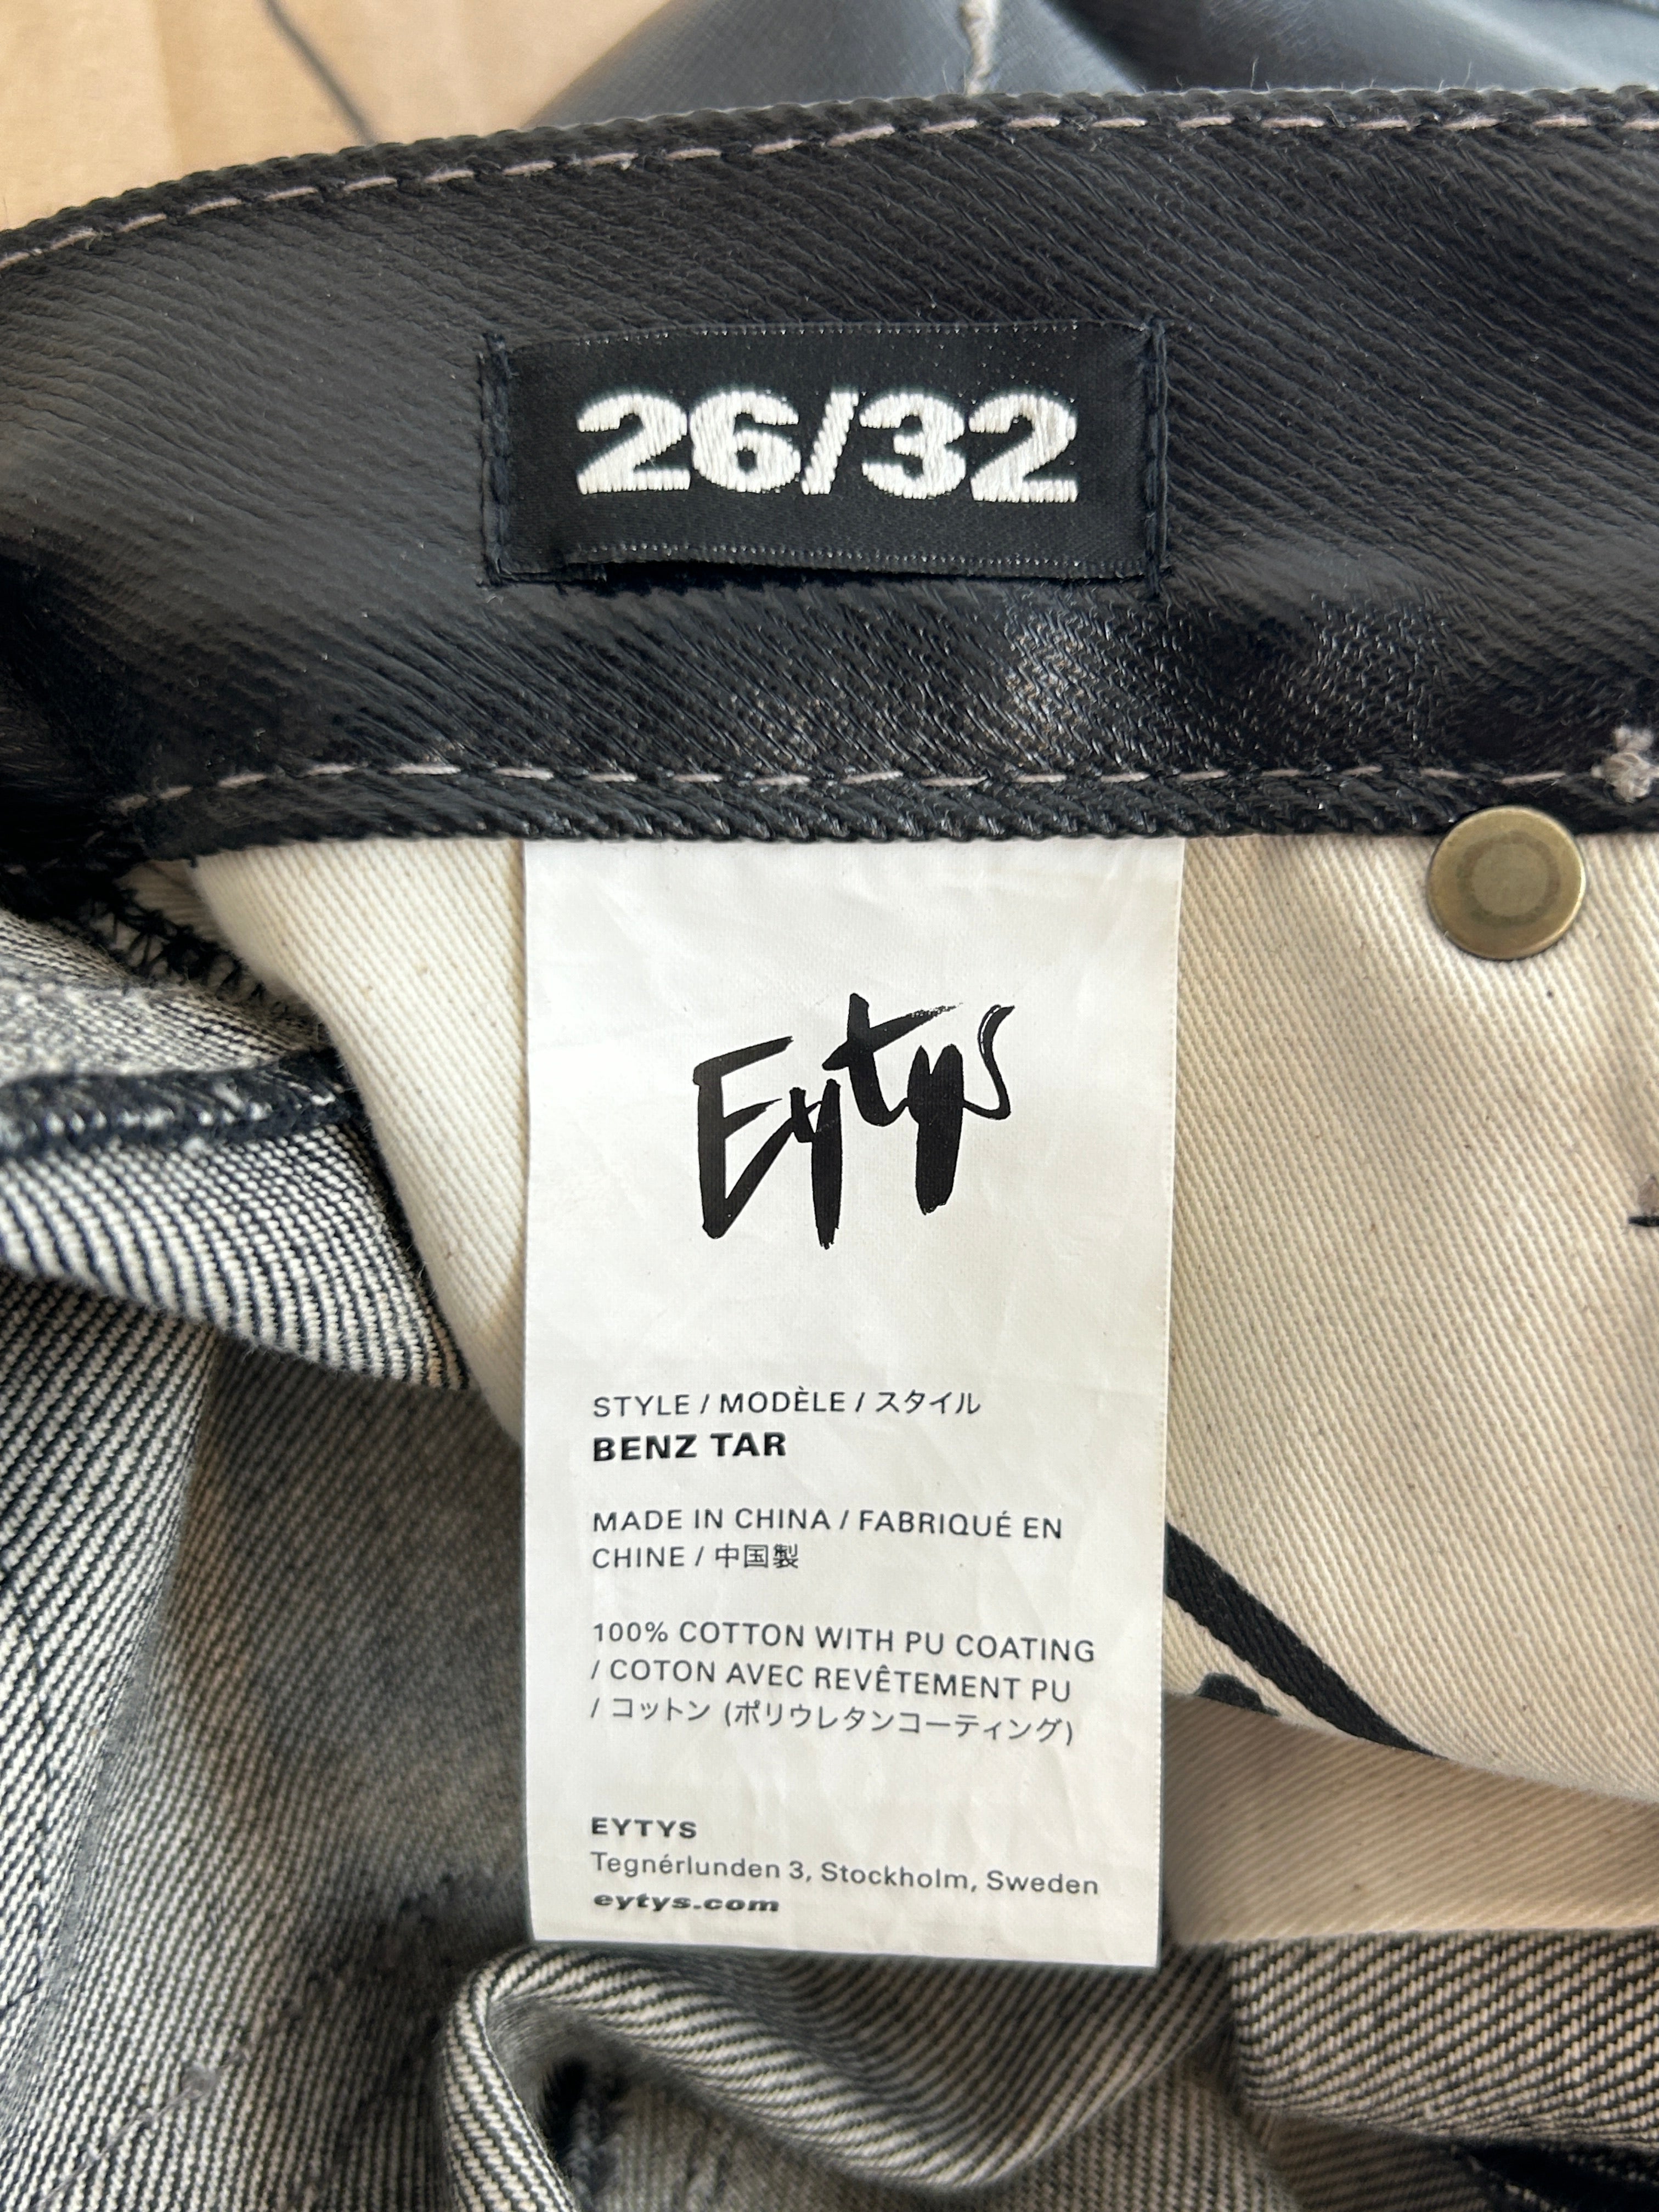 26/32
Eytys
STYLE / MODÈLE / スタイル
BENZ TAR
MADE IN CHINA / FABRIQUÉ EN
CHINE / 中国製
100% COTTON WITH PU COATING
/ COTON AVEC REVÊTEMENT PU
/ コットン (ポリウレタンコーティング)
EYTYS
Tegnérlunden 3, Stockholm, Sweden
eytys.com